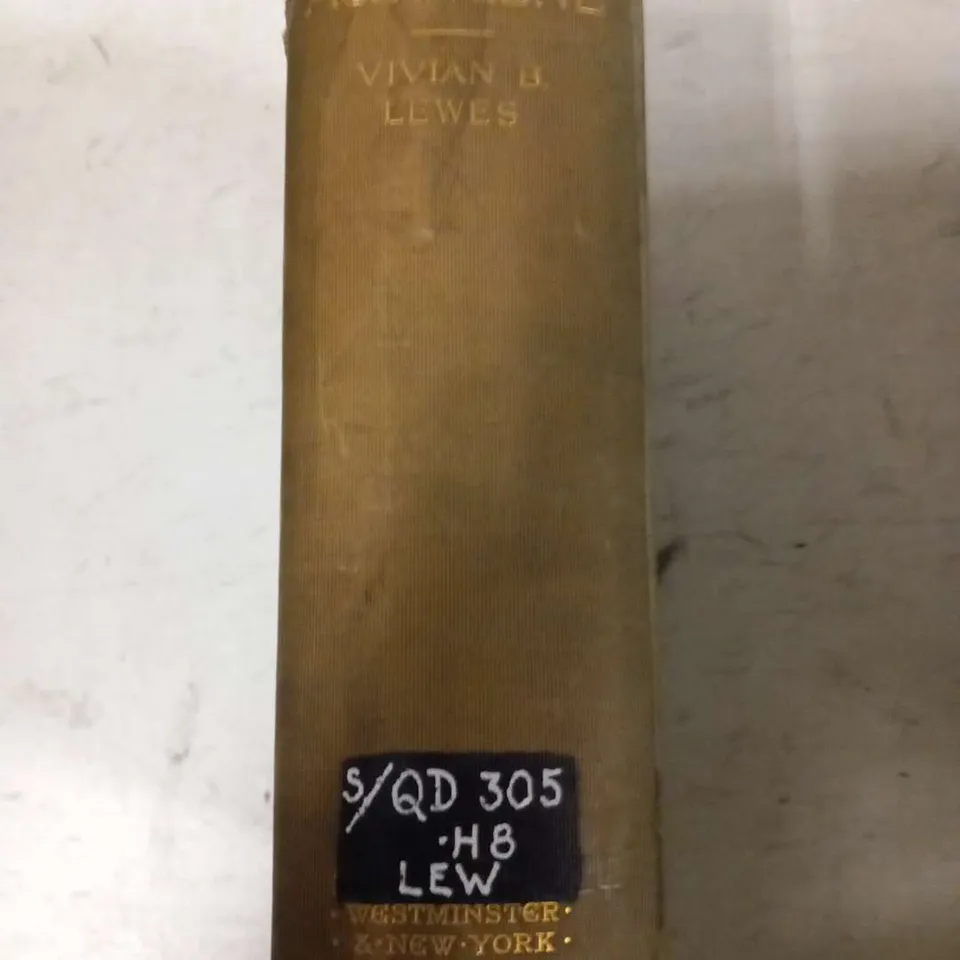 VIVIAN B.
LEWES
S/QD 305
·H8
LEW
·WESTMINSTER·
·&·NEW·YORK·